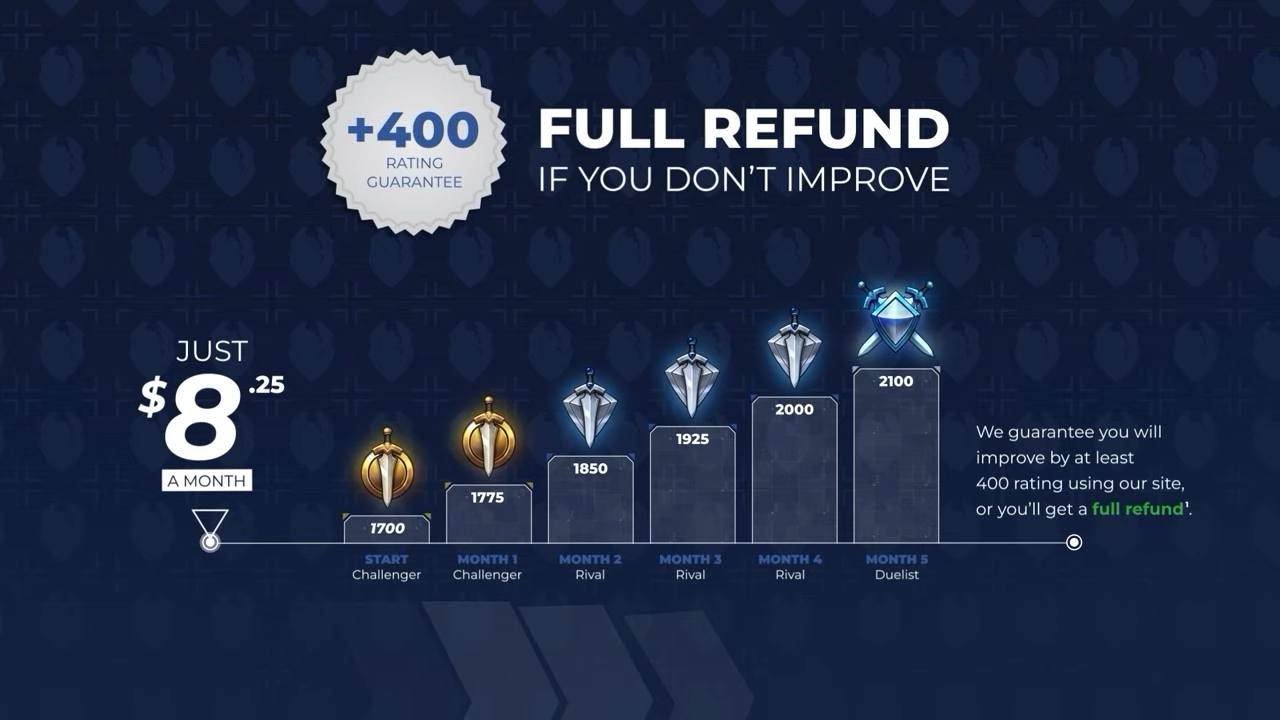 +400
RATING
GUARANTEE
FULL REFUND
IF YOU DON'T IMPROVE
JUST
$8.25
A MONTH
1700
1775
1850
1925
2000
2100
START
Challenger
MONTH 1
Challenger
MONTH 2
Rival
MONTH 3
Rival
MONTH 4
Rival
MONTH 5
Duelist
We guarantee you will
improve by at least
400 rating using our site,
or you'll get a full refund¹.